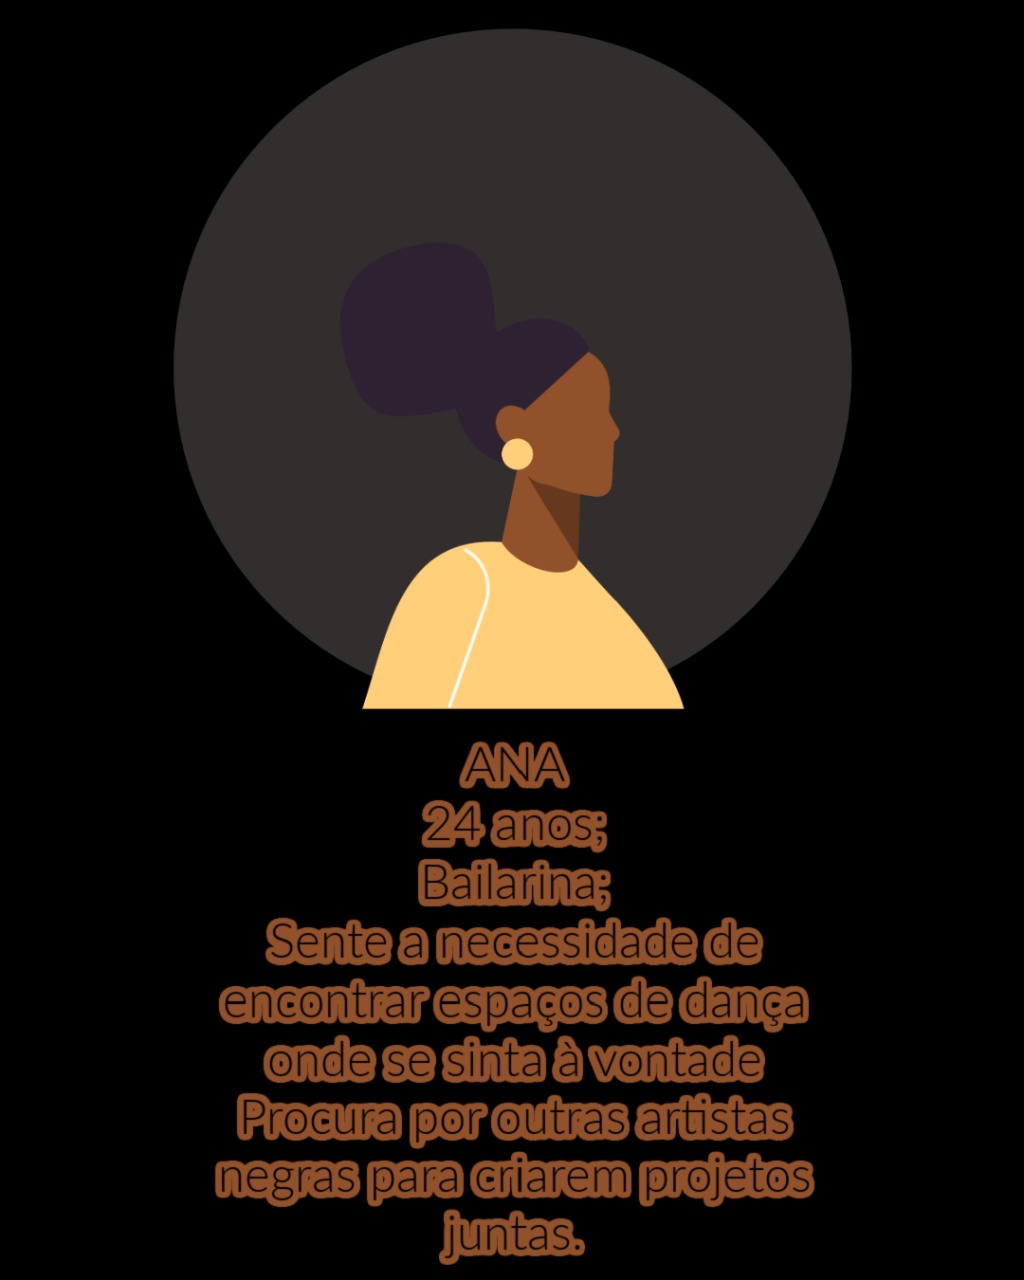 ANA
24 anos;
Bailarina;
Sente a necessidade de
encontrar espaços de dança
onde se sinta à vontade
Procura por outras artistas
negras para criarem projetos
juntas.